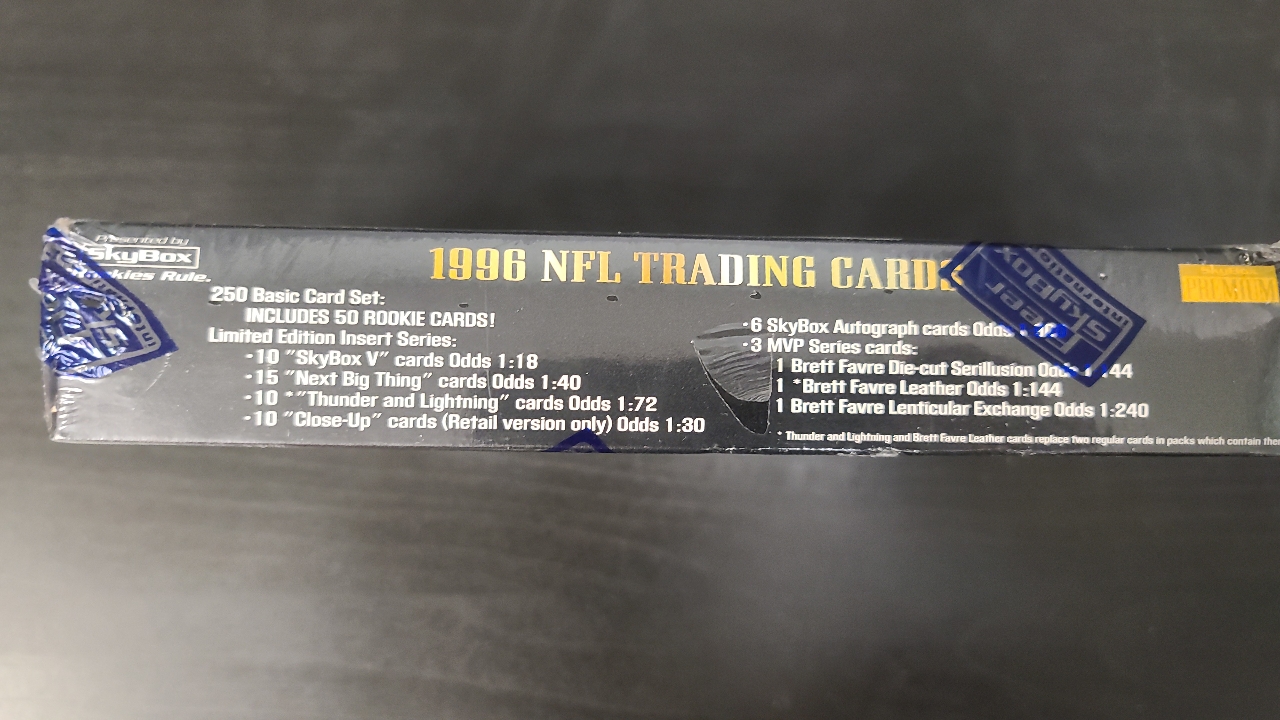 Presented by
SkyBox
Rookies Rule.
1996 NFL TRADING CARDS
PREMIUM
250 Basic Card Set:
INCLUDES 50 ROOKIE CARDS!
Limited Edition Insert Series:
-10 "SkyBox V" cards Odds 1:18
-15 "Next Big Thing" cards Odds 1:40
-10 *"Thunder and Lightning" cards Odds 1:72
-10 "Close-Up" cards (Retail version only) Odds 1:30
-6 SkyBox Autograph cards Odds
-3 MVP Series cards:
1 Brett Favre Die-cut Serillusion Odds
1 *Brett Favre Leather Odds 1:144
1 Brett Favre Lenticular Exchange Odds 1:240
* Thunder and Lightning and Brett Favre Leather cards replace two regular cards in packs which contain
Fleer
SkyBox